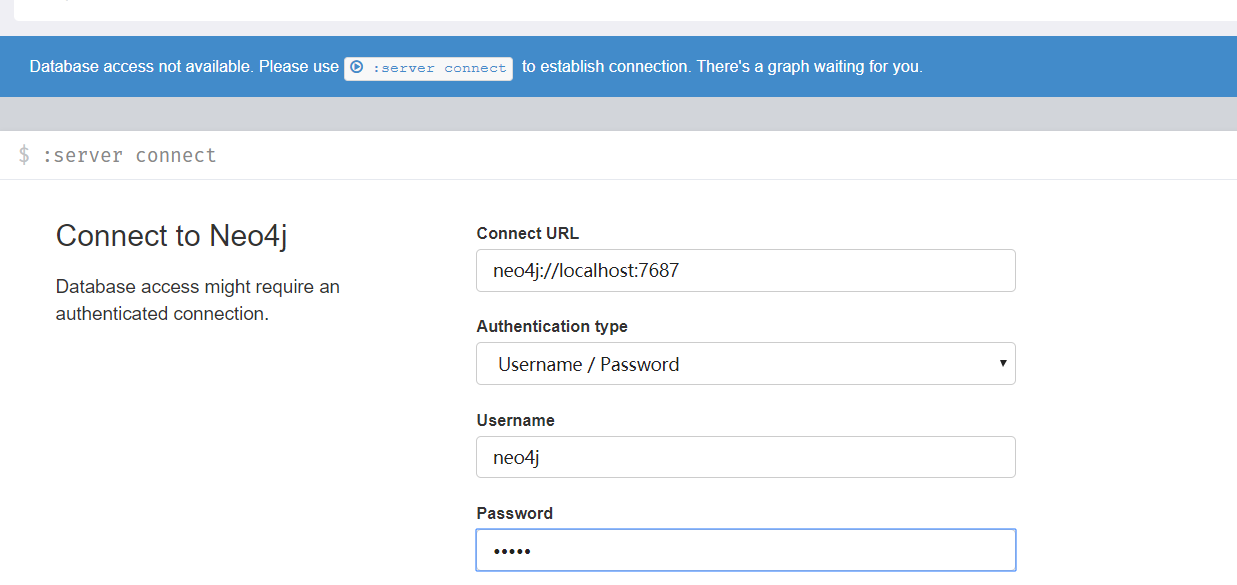 Database access not available. Please use :server connect to establish connection. There's a graph waiting for you.
$ :server connect
Connect to Neo4j
Database access might require an
authenticated connection.
Connect URL
neo4j://localhost:7687
Authentication type
Username / Password
Username
neo4j
Password
•••••